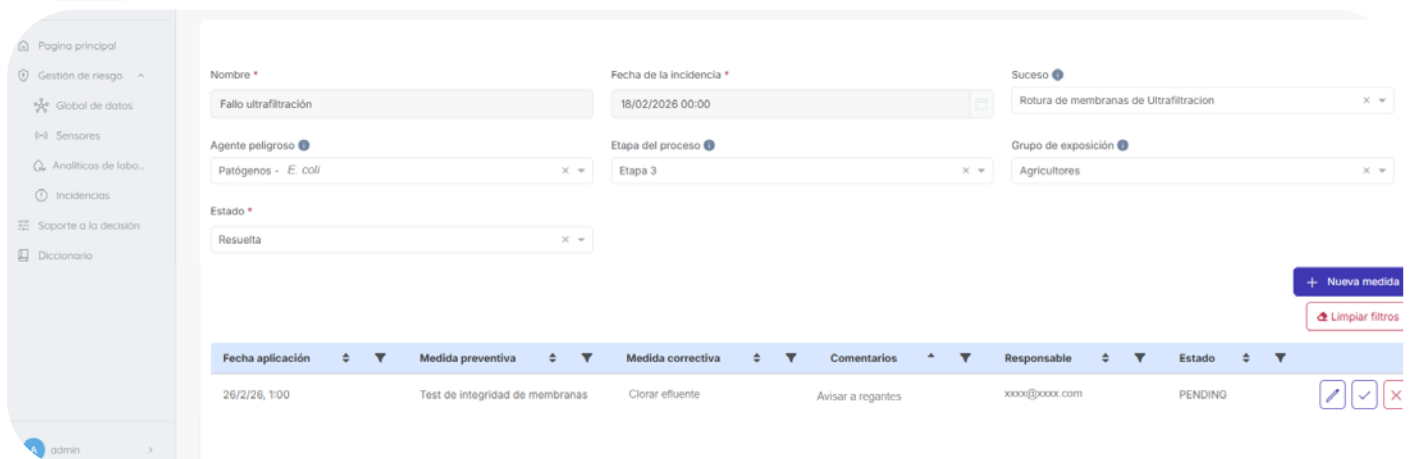 Pagina principal
Gestión de riesgo
Global de datos
Sensores
Analíticas de labo...
Incidencias
Soporte a la decisión
Diccionario
A admin
Nombre * Fecha de la incidencia * Suceso
Fallo ultrafiltración 18/02/2026 00:00 Rotura de membranas de Ultrafiltracion
Agente peligroso Etapa del proceso Grupo de exposición
Patógenos - E. coli Etapa 3 Agricultores
Estado *
Resuelta
+ Nueva medida
Limpiar filtros
Fecha aplicación Medida preventiva Medida correctiva Comentarios Responsable Estado
26/2/26, 1:00 Test de integridad de membranas Clorar efluente Avisar a regantes xxxx@xxxx.com PENDING